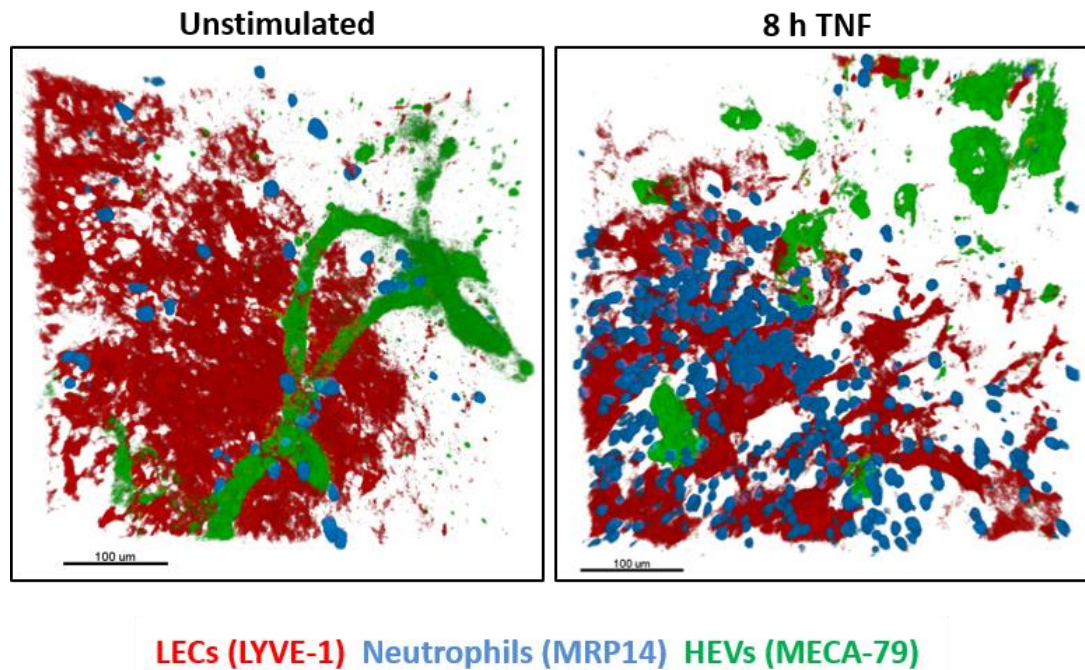 Unstimulated
8 h TNF
100 um
100 um
LECs (LYVE-1) Neutrophils (MRP14) HEVs (MECA-79)